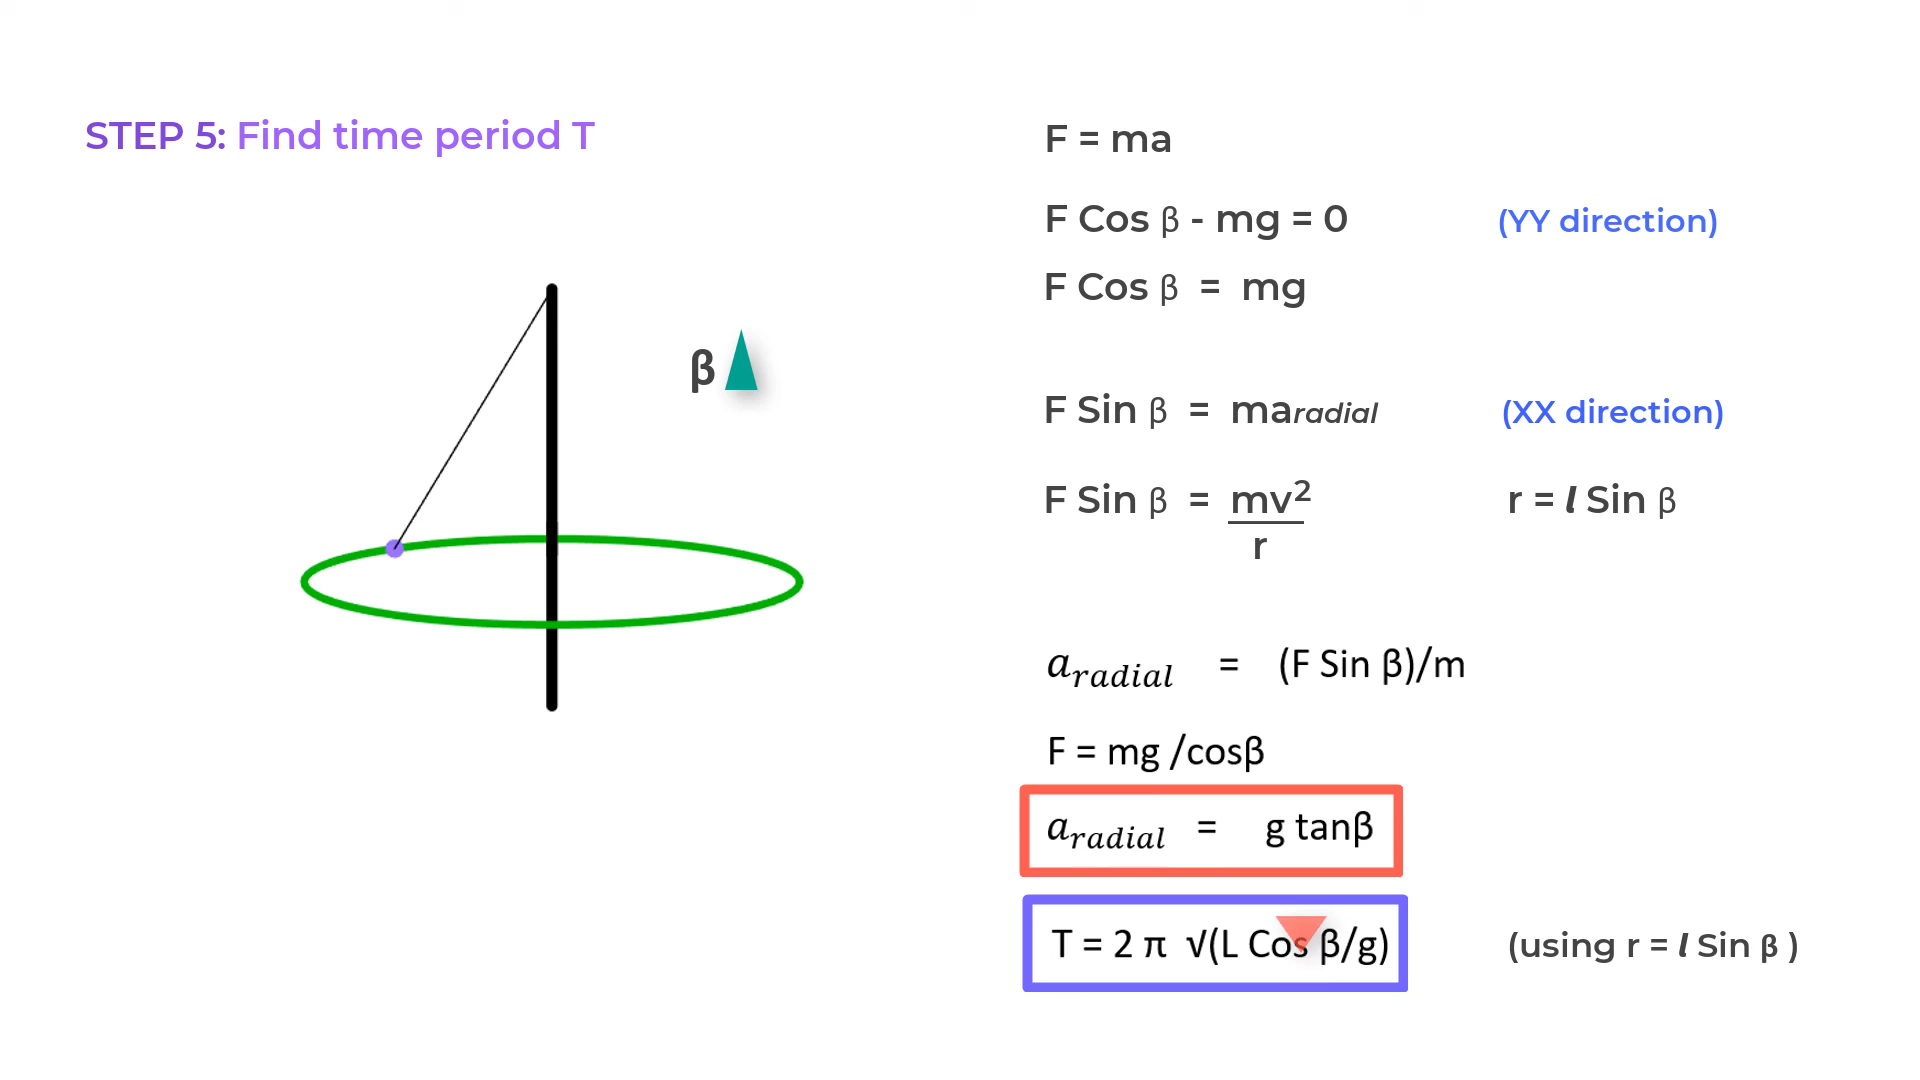 STEP 5: Find time period T
β
F = ma
F Cos β - mg = 0 (YY direction)
F Cos β = mg
F Sin β = maradial (XX direction)
F Sin β = mv²
r
r = l Sin β
aradial = (F Sin β)/m
F = mg /cosβ
aradial = g tanβ
T = 2 π √(L Cos β/g) (using r = l Sin β )